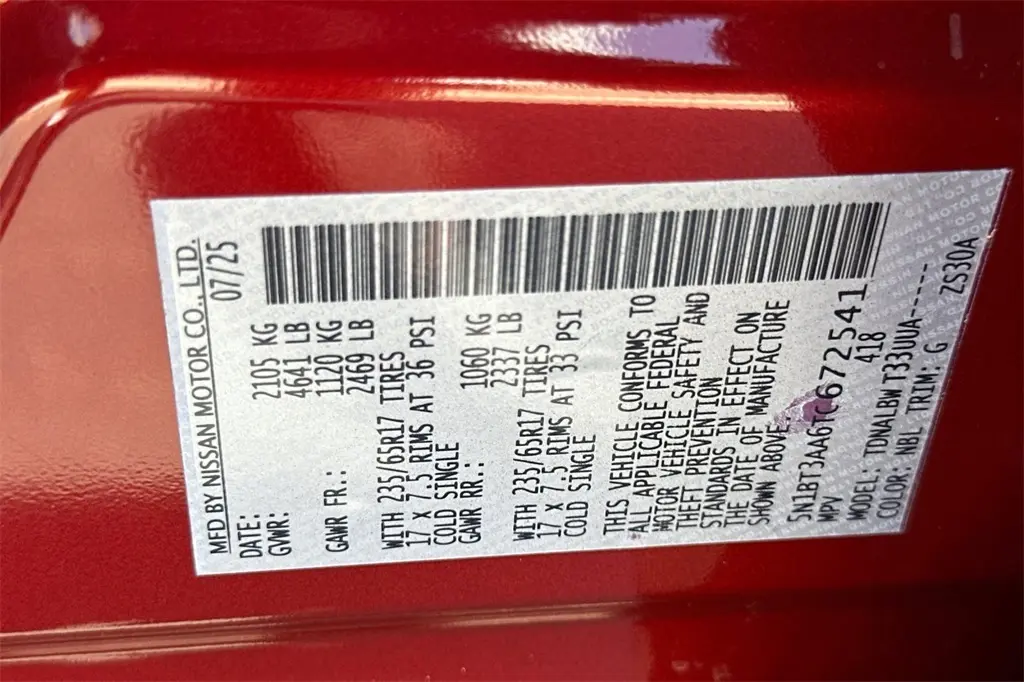 MFD BY NISSAN MOTOR CO., LTD.
DATE: 07/25
GVWR: 2105 KG
4641 LB
GAWR FR.: 1120 KG
2469 LB
WITH 235/65R17 TIRES
17 X 7.5 RIMS AT 36 PSI
COLD SINGLE
GAWR RR.: 1060 KG
2337 LB
WITH 235/65R17 TIRES
17 X 7.5 RIMS AT 33 PSI
COLD SINGLE
THIS VEHICLE CONFORMS TO
ALL APPLICABLE FEDERAL
MOTOR VEHICLE SAFETY AND
THEFT PREVENTION
STANDARDS IN EFFECT ON
THE DATE OF MANUFACTURE
SHOWN ABOVE.
5N1BT3AA6TC672541
MPV 418
MODEL: TDNALBW T33UUA-----
COLOR: NBL TRIM: G ZS30A